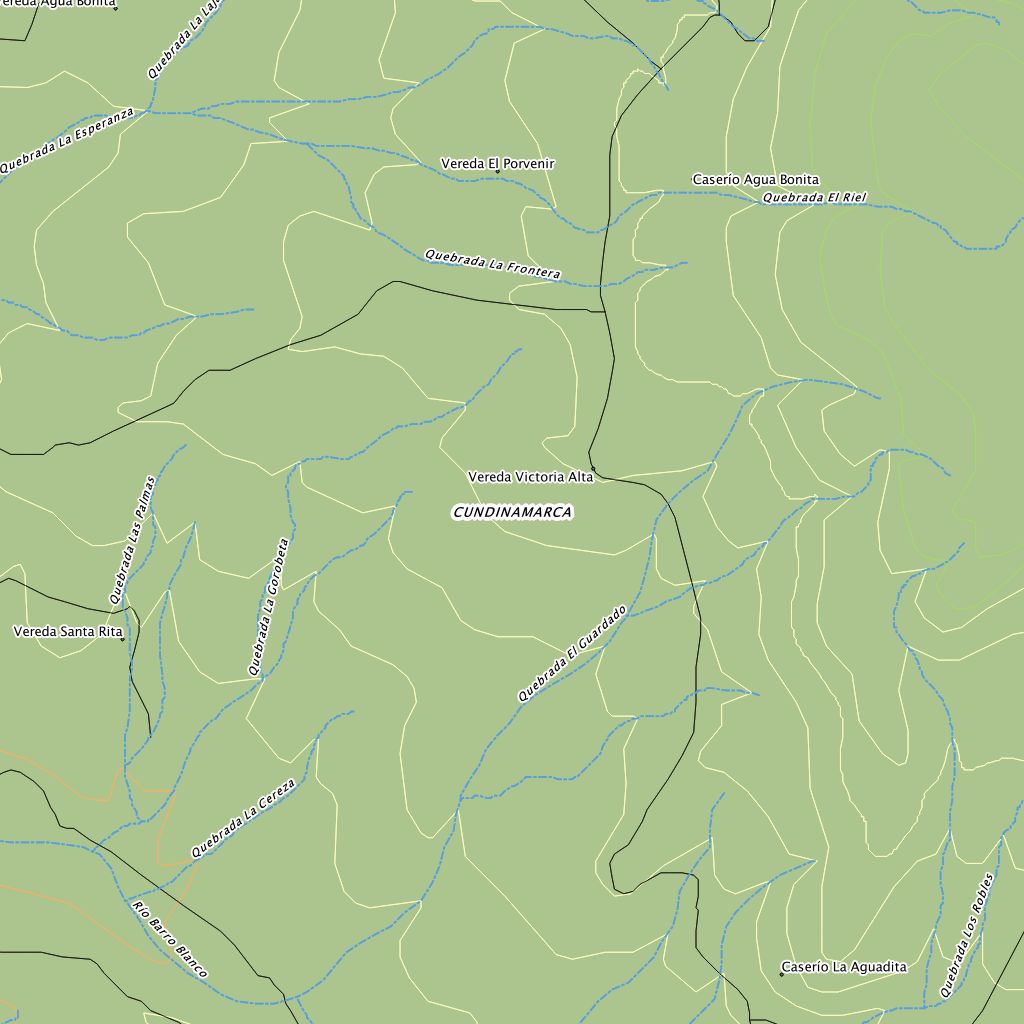 Vereda Agua Bonita
Quebrada La Laj
Quebrada La Esperanza
Vereda El Porvenir
Caserío Agua Bonita
Quebrada El Riel
Quebrada La Frontera
Vereda Victoria Alta
CUNDINAMARCA
Quebrada Las Palmas
Quebrada La Gorobeta
Vereda Santa Rita
Quebrada El Guardado
Quebrada La Cereza
Río Barro Blanco
Caserío La Aguadita
Quebrada Los Robles